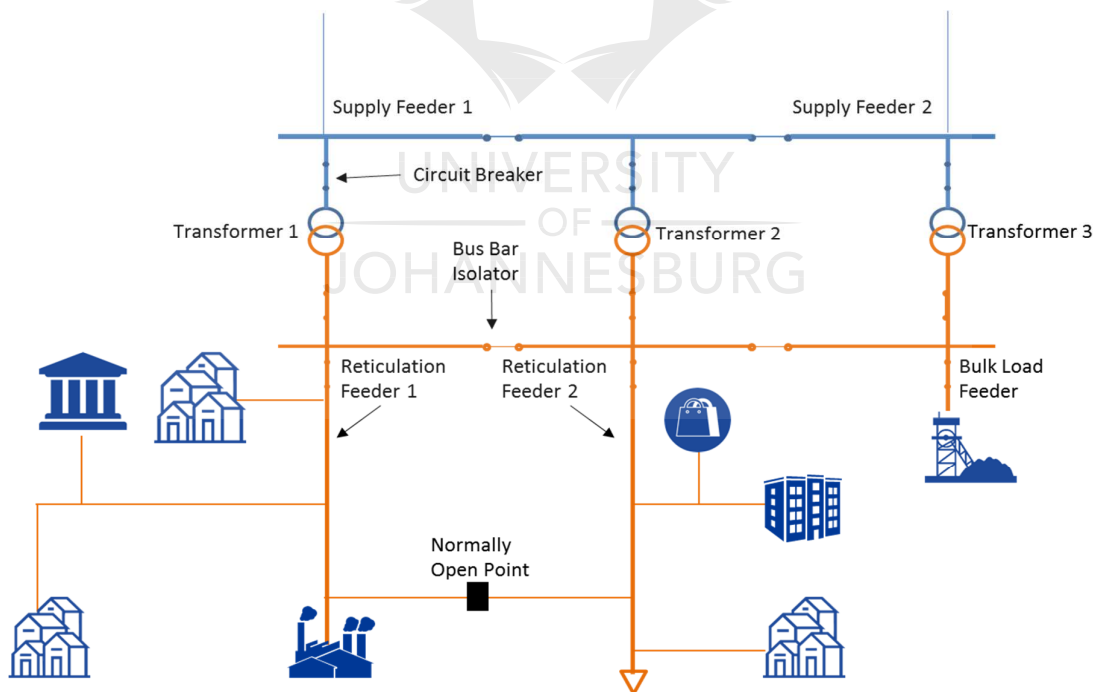 Supply Feeder 1
Supply Feeder 2
UNIVERSITY
Circuit Breaker
OF
Transformer 1
Transformer 2
Transformer 3
Bus Bar
Isolator
JOHANNESBURG
Reticulation
Feeder 1
Reticulation
Feeder 2
Bulk Load
Feeder
Normally
Open Point